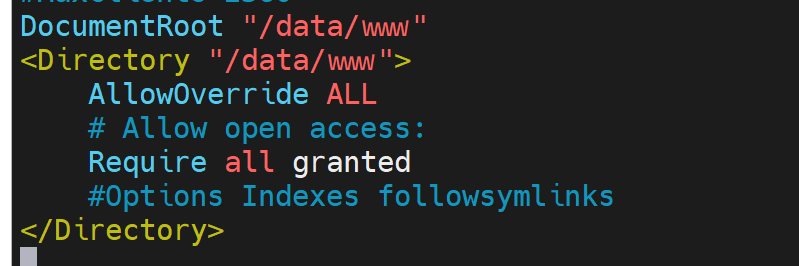 DocumentRoot "/data/www"
<Directory "/data/www">
AllowOverride ALL
# Allow open access:
Require all granted
#Options Indexes followsymlinks
</Directory>